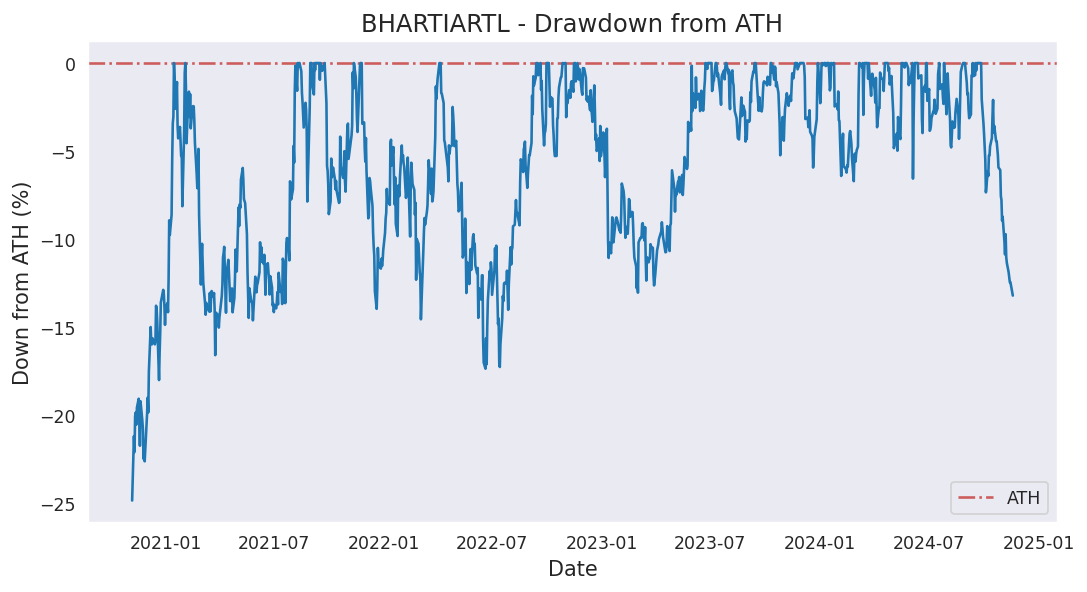 BHARTIARTL - Drawdown from ATH
Down from ATH (%)
0
−5
−10
−15
−20
−25
ATH
2021-01 2021-07 2022-01 2022-07 2023-01 2023-07 2024-01 2024-07 2025-01
Date